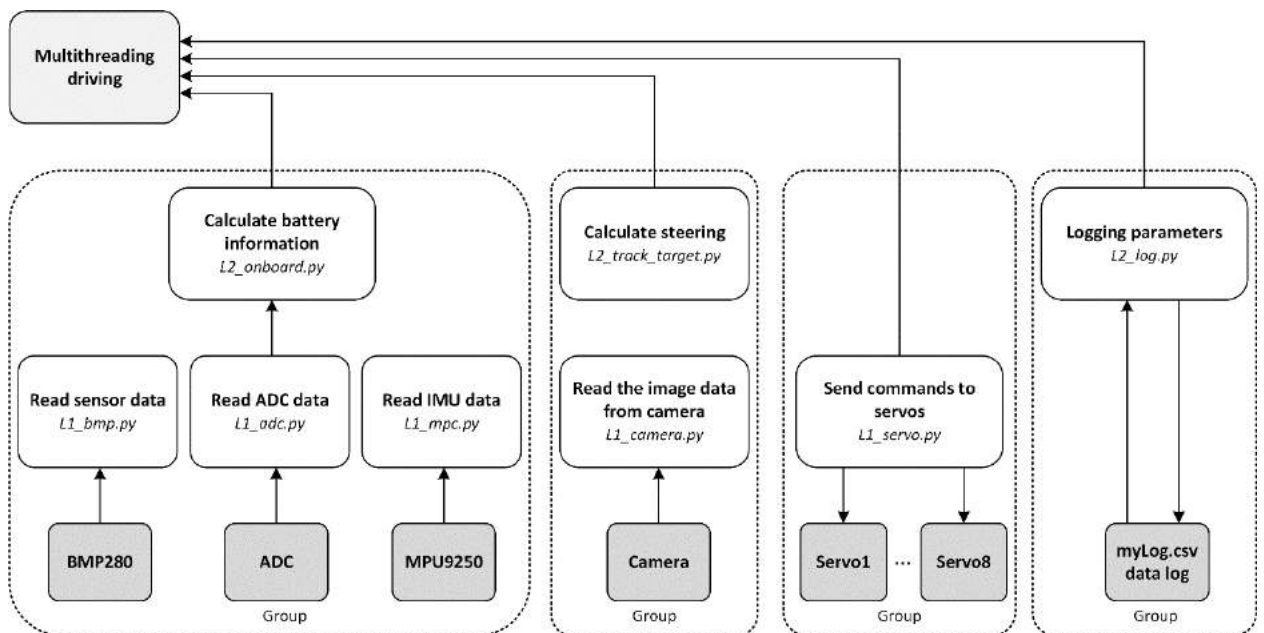 Multithreading
driving
Calculate battery
information
L2_onboard.py
Calculate steering
L2_track_target.py
Logging parameters
L2_log.py
Read sensor data
L1_bmp.py
Read ADC data
L1_adc.py
Read IMU data
L1_mpc.py
Read the image data
from camera
L1_camera.py
Send commands to
servos
L1_servo.py
BMP280
ADC
MPU9250
Camera
Servo1
...
Servo8
myLog.csv
data log
Group
Group
Group
Group